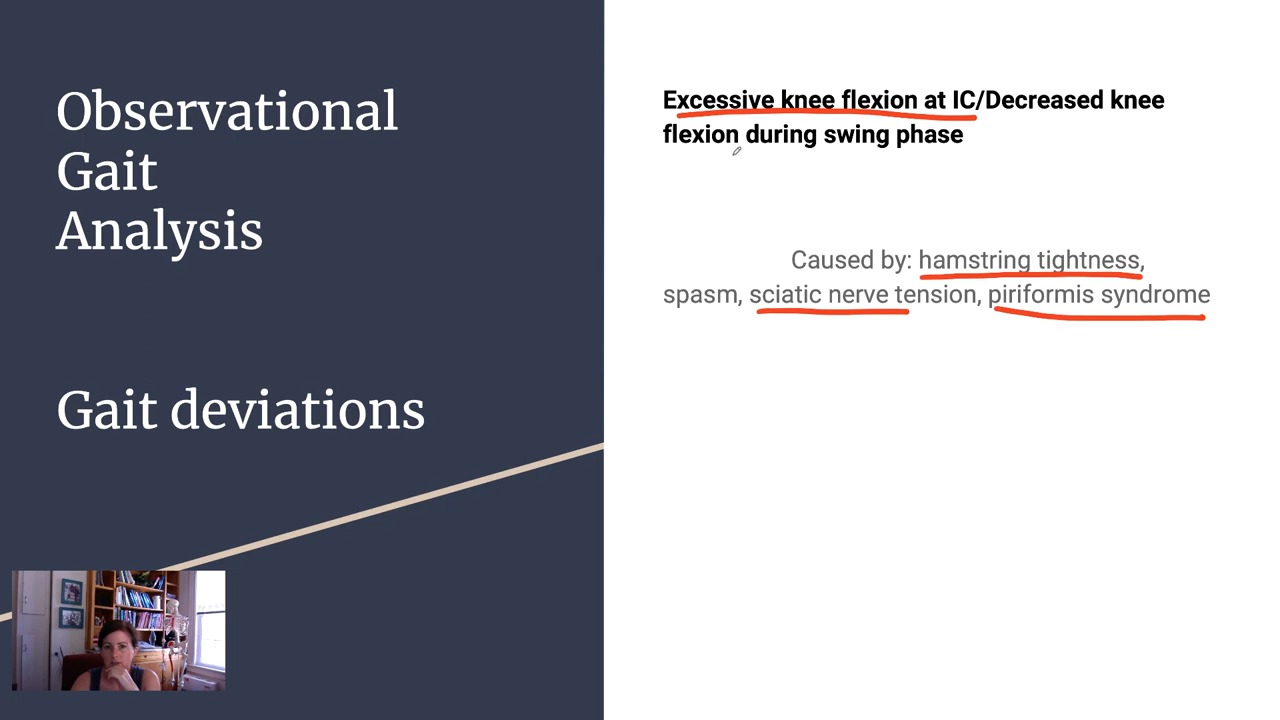 Observational
Gait
Analysis
Gait deviations
Excessive knee flexion at IC/Decreased knee
flexion during swing phase
Caused by: hamstring tightness,
spasm, sciatic nerve tension, piriformis syndrome